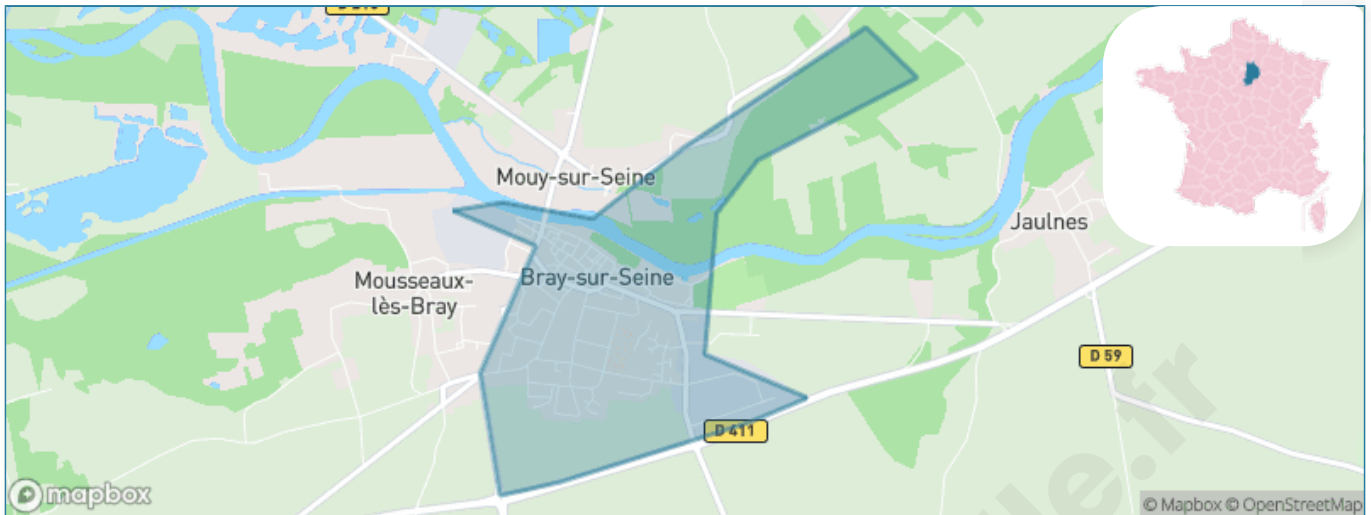 Mouy-sur-Seine
Jaulnes
Bray-sur-Seine
Mousseaux-
lès-Bray
D 59
D 411
mapbox
© Mapbox © OpenStreetMap